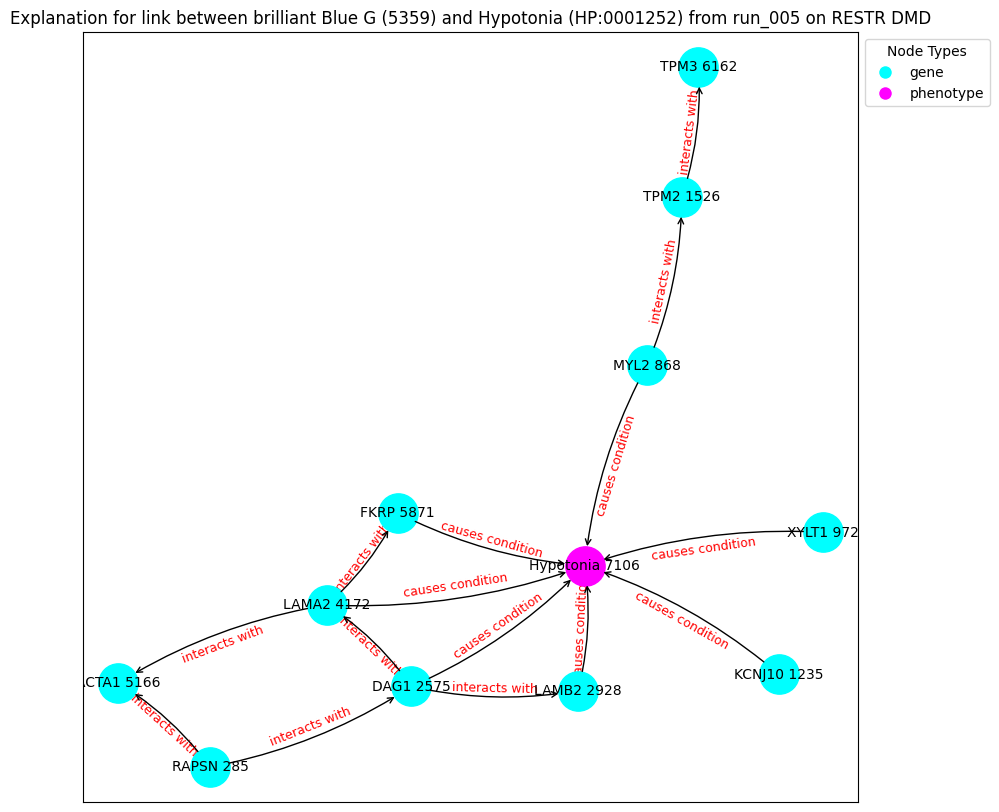 Explanation for link between brilliant Blue G (5359) and Hypotonia (HP:0001252) from run_005 on RESTR DMD
Node Types
gene
phenotype
TPM3 6162
interacts with
TPM2 1526
interacts with
MYL2 868
causes condition
FKRP 5871
causes condition
XYLT1 972
causes condition
Hypotonia 7106
interacts with
LAMA2 4172
causes condition
causes condition
causes condition
causes condition
interacts with
interacts with
CTA1 5166
DAG1 2575
interacts with
LAMB2 2928
KCNJ10 1235
interacts with
interacts with
RAPSN 285